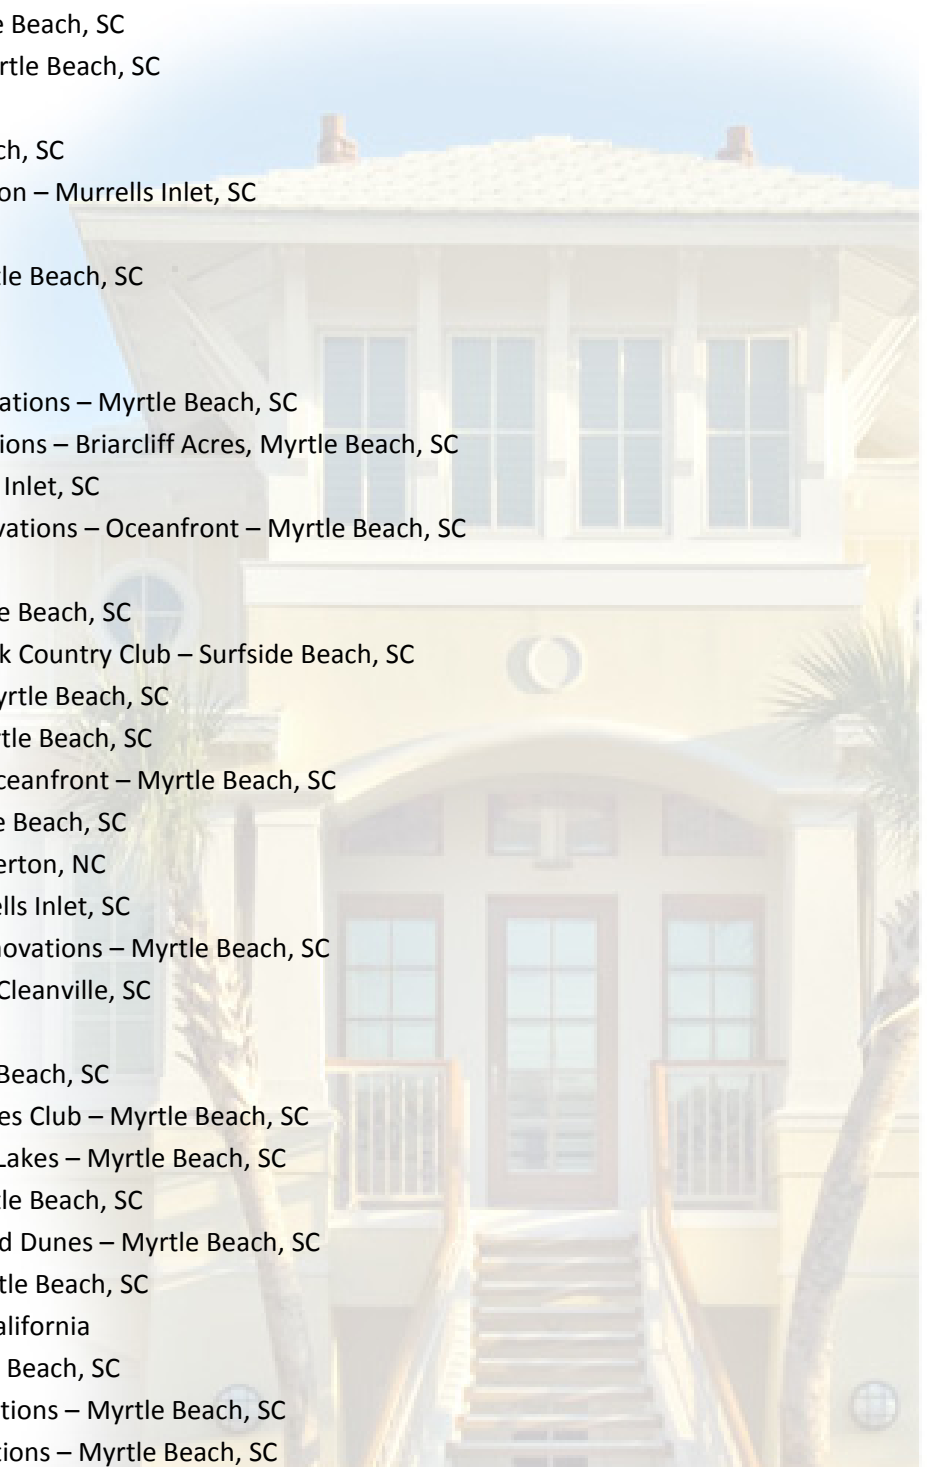 e Beach, SC
rtle Beach, SC
ch, SC
on – Murrells Inlet, SC
le Beach, SC
ations – Myrtle Beach, SC
ions – Briarcliff Acres, Myrtle Beach, SC
Inlet, SC
vations – Oceanfront – Myrtle Beach, SC
e Beach, SC
k Country Club – Surfside Beach, SC
yrtle Beach, SC
rtle Beach, SC
ceanfront – Myrtle Beach, SC
e Beach, SC
erton, NC
ells Inlet, SC
novations – Myrtle Beach, SC
Cleanville, SC
Beach, SC
es Club – Myrtle Beach, SC
Lakes – Myrtle Beach, SC
tle Beach, SC
d Dunes – Myrtle Beach, SC
tle Beach, SC
alifornia
Beach, SC
tions – Myrtle Beach, SC
tions – Myrtle Beach, SC